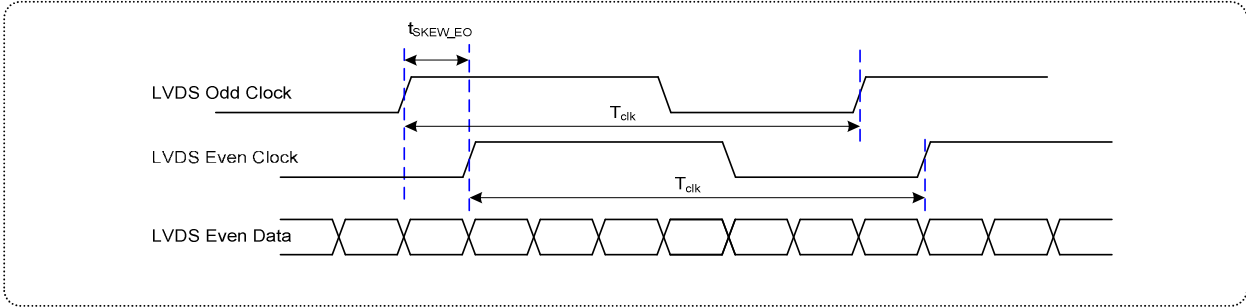 tSKEW_EO
LVDS Odd Clock
Tclk
LVDS Even Clock
Tclk
LVDS Even Data